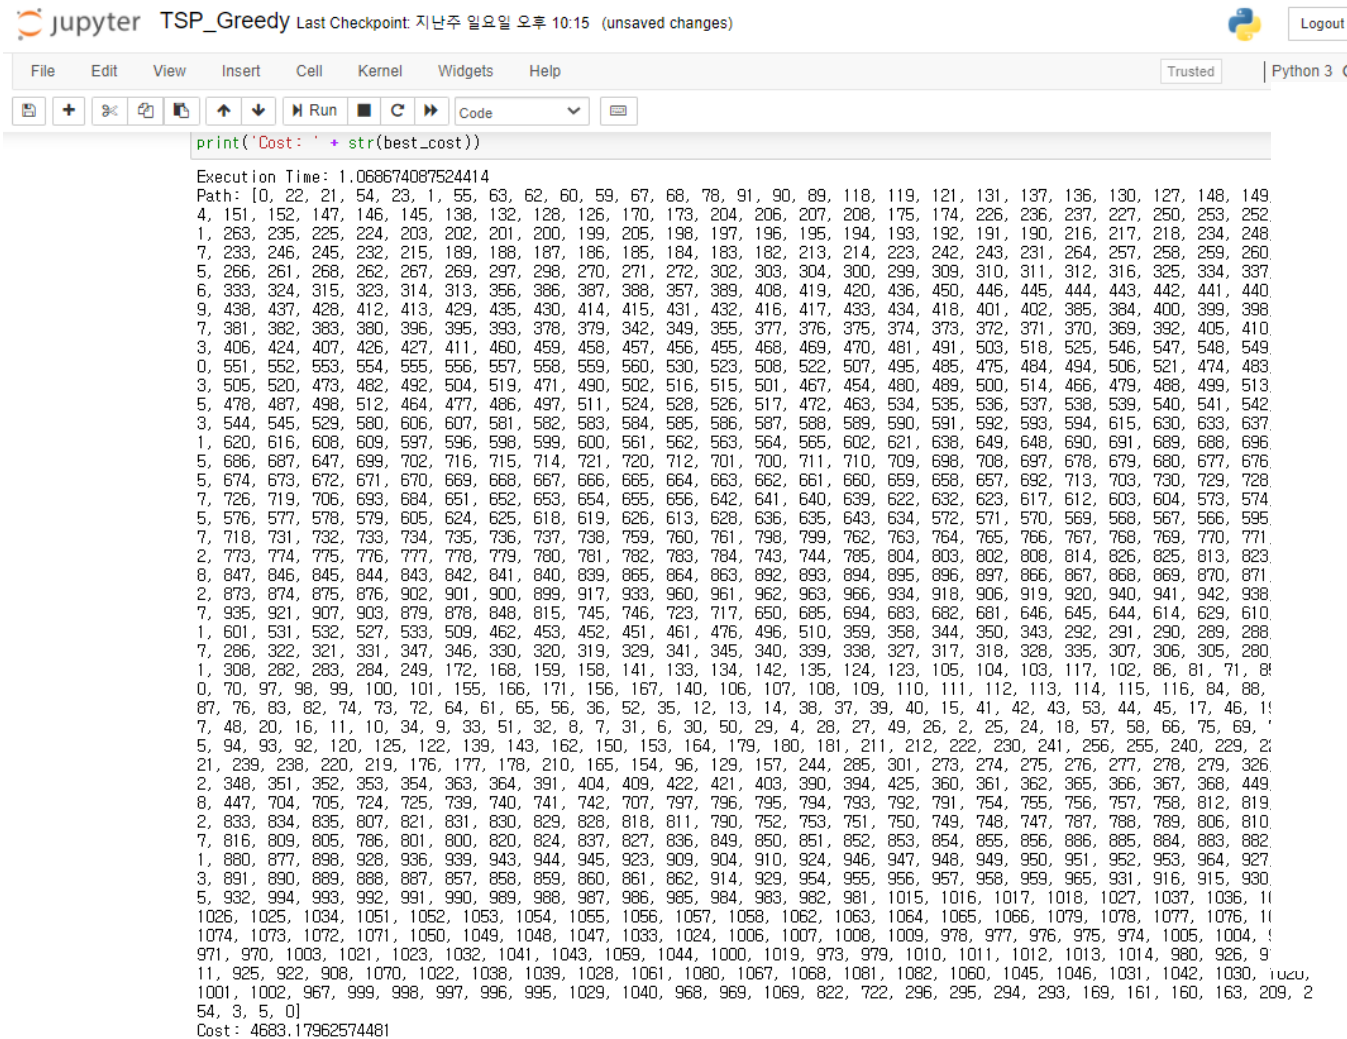 jupyter TSP_Greedy Last Checkpoint: 지난주 일요일 오후 10:15 (unsaved changes)
Logout
File Edit View Insert Cell Kernel Widgets Help
Trusted
Python 3
Run Code
print('Cost: ' + str(best_cost))
Execution Time: 1.068674087524414
Path: [0, 22, 21, 54, 23, 1, 55, 63, 62, 60, 59, 67, 68, 78, 91, 90, 89, 118, 119, 121, 131, 137, 136, 130, 127, 148, 149,
4, 151, 152, 147, 146, 145, 138, 132, 128, 126, 170, 173, 204, 206, 207, 208, 175, 174, 226, 236, 237, 227, 250, 253, 252,
1, 263, 235, 225, 224, 203, 202, 201, 200, 199, 205, 198, 197, 196, 195, 194, 193, 192, 191, 190, 216, 217, 218, 234, 248,
7, 233, 246, 245, 232, 215, 189, 188, 187, 186, 185, 184, 183, 182, 213, 214, 223, 242, 243, 231, 264, 257, 258, 259, 260,
5, 266, 261, 268, 262, 267, 269, 297, 298, 270, 271, 272, 302, 303, 304, 300, 299, 309, 310, 311, 312, 316, 325, 334, 337,
6, 333, 324, 315, 323, 314, 313, 356, 386, 387, 388, 357, 389, 408, 419, 420, 436, 450, 446, 445, 444, 443, 442, 441, 440,
9, 438, 437, 428, 412, 413, 429, 435, 430, 414, 415, 431, 432, 416, 417, 433, 434, 418, 401, 402, 385, 384, 400, 399, 398,
7, 381, 382, 383, 380, 396, 395, 393, 378, 379, 342, 349, 355, 377, 376, 375, 374, 373, 372, 371, 370, 369, 392, 405, 410,
3, 406, 424, 407, 426, 427, 411, 460, 459, 458, 457, 456, 455, 468, 469, 470, 481, 491, 503, 518, 525, 546, 547, 548, 549,
0, 551, 552, 553, 554, 555, 556, 557, 558, 559, 560, 530, 523, 508, 522, 507, 495, 485, 475, 484, 494, 506, 521, 474, 483,
3, 505, 520, 473, 482, 492, 504, 519, 471, 490, 502, 516, 515, 501, 467, 454, 480, 489, 500, 514, 466, 479, 488, 499, 513,
5, 478, 487, 498, 512, 464, 477, 486, 497, 511, 524, 528, 526, 517, 472, 463, 534, 535, 536, 537, 538, 539, 540, 541, 542,
3, 544, 545, 529, 580, 606, 607, 581, 582, 583, 584, 585, 586, 587, 588, 589, 590, 591, 592, 593, 594, 615, 630, 633, 637,
1, 620, 616, 608, 609, 597, 596, 598, 599, 600, 561, 562, 563, 564, 565, 602, 621, 638, 649, 648, 690, 691, 689, 688, 696,
5, 686, 687, 647, 699, 702, 716, 715, 714, 721, 720, 712, 701, 700, 711, 710, 709, 698, 708, 697, 678, 679, 680, 677, 676,
5, 674, 673, 672, 671, 670, 669, 668, 667, 666, 665, 664, 663, 662, 661, 660, 659, 658, 657, 692, 713, 703, 730, 729, 728,
7, 726, 719, 706, 693, 684, 651, 652, 653, 654, 655, 656, 642, 641, 640, 639, 622, 632, 623, 617, 612, 603, 604, 573, 574,
5, 576, 577, 578, 579, 605, 624, 625, 618, 619, 626, 613, 628, 636, 635, 643, 634, 572, 571, 570, 569, 568, 567, 566, 595,
7, 718, 731, 732, 733, 734, 735, 736, 737, 738, 759, 760, 761, 798, 799, 762, 763, 764, 765, 766, 767, 768, 769, 770, 771,
2, 773, 774, 775, 776, 777, 778, 779, 780, 781, 782, 783, 784, 743, 744, 785, 804, 803, 802, 808, 814, 826, 825, 813, 823,
8, 847, 846, 845, 844, 843, 842, 841, 840, 839, 865, 864, 863, 892, 893, 894, 895, 896, 897, 866, 867, 868, 869, 870, 871,
2, 873, 874, 875, 876, 902, 901, 900, 899, 917, 933, 960, 961, 962, 963, 966, 934, 918, 906, 919, 920, 940, 941, 942, 938,
7, 935, 921, 907, 903, 879, 878, 848, 815, 745, 746, 723, 717, 650, 685, 694, 683, 682, 681, 646, 645, 644, 614, 629, 610,
1, 601, 531, 532, 527, 533, 509, 462, 453, 452, 451, 461, 476, 496, 510, 359, 358, 344, 350, 343, 292, 291, 290, 289, 288,
7, 286, 322, 321, 331, 347, 346, 330, 320, 319, 329, 341, 345, 340, 339, 338, 327, 317, 318, 328, 335, 307, 306, 305, 280,
1, 308, 282, 283, 284, 249, 172, 168, 159, 158, 141, 133, 134, 142, 135, 124, 123, 105, 104, 103, 117, 102, 86, 81, 71,
0, 70, 97, 98, 99, 100, 101, 155, 166, 171, 156, 167, 140, 106, 107, 108, 109, 110, 111, 112, 113, 114, 115, 116, 84, 88,
87, 76, 83, 82, 74, 73, 72, 64, 61, 65, 56, 36, 52, 35, 12, 13, 14, 38, 37, 39, 40, 15, 41, 42, 43, 53, 44, 45, 17, 46,
7, 48, 20, 16, 11, 10, 34, 9, 33, 51, 32, 8, 7, 31, 6, 30, 50, 29, 4, 28, 27, 49, 26, 2, 25, 24, 18, 57, 58, 66, 75, 69,
5, 94, 93, 92, 120, 125, 122, 139, 143, 162, 150, 153, 164, 179, 180, 181, 211, 212, 222, 230, 241, 256, 255, 240, 229,
21, 239, 238, 220, 219, 176, 177, 178, 210, 165, 154, 96, 129, 157, 244, 285, 301, 273, 274, 275, 276, 277, 278, 279, 326,
2, 348, 351, 352, 353, 354, 363, 364, 391, 404, 409, 422, 421, 403, 390, 394, 425, 360, 361, 362, 365, 366, 367, 368, 449,
8, 447, 704, 705, 724, 725, 739, 740, 741, 742, 707, 797, 796, 795, 794, 793, 792, 791, 754, 755, 756, 757, 758, 812, 819,
2, 833, 834, 835, 807, 821, 831, 830, 829, 828, 818, 811, 790, 752, 753, 751, 750, 749, 748, 747, 787, 788, 789, 806, 810,
7, 816, 809, 805, 786, 801, 800, 820, 824, 837, 827, 836, 849, 850, 851, 852, 853, 854, 855, 856, 886, 885, 884, 883, 882,
1, 880, 877, 898, 928, 936, 939, 943, 944, 945, 923, 909, 904, 910, 924, 946, 947, 948, 949, 950, 951, 952, 953, 964, 927,
3, 891, 890, 889, 888, 887, 857, 858, 859, 860, 861, 862, 914, 929, 954, 955, 956, 957, 958, 959, 965, 931, 916, 915, 930,
5, 932, 994, 993, 992, 991, 990, 989, 988, 987, 986, 985, 984, 983, 982, 981, 1015, 1016, 1017, 1018, 1027, 1037, 1036,
1026, 1025, 1034, 1051, 1052, 1053, 1054, 1055, 1056, 1057, 1058, 1062, 1063, 1064, 1065, 1066, 1079, 1078, 1077, 1076,
1074, 1073, 1072, 1071, 1050, 1049, 1048, 1047, 1033, 1024, 1006, 1007, 1008, 1009, 978, 977, 976, 975, 974, 1005, 1004,
971, 970, 1003, 1021, 1023, 1032, 1041, 1043, 1059, 1044, 1000, 1019, 973, 979, 1010, 1011, 1012, 1013, 1014, 980, 926,
11, 925, 922, 908, 1070, 1022, 1038, 1039, 1028, 1061, 1080, 1067, 1068, 1081, 1082, 1060, 1045, 1046, 1031, 1042, 1030, 1020,
1001, 1002, 967, 999, 998, 997, 996, 995, 1029, 1040, 968, 969, 1069, 822, 722, 296, 295, 294, 293, 169, 161, 160, 163, 209, 2
54, 3, 5, 0]
Cost: 4683.17962574481